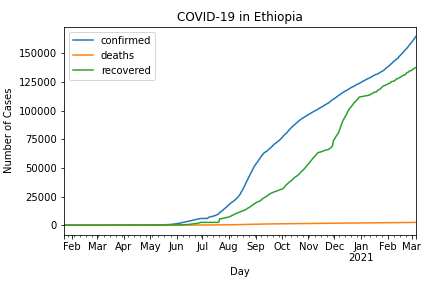 COVID-19 in Ethiopia
confirmed
deaths
recovered
Number of Cases
150000
125000
100000
75000
50000
25000
0
Feb Mar Apr May Jun Jul Aug Sep Oct Nov Dec Jan Feb Mar
2021
Day